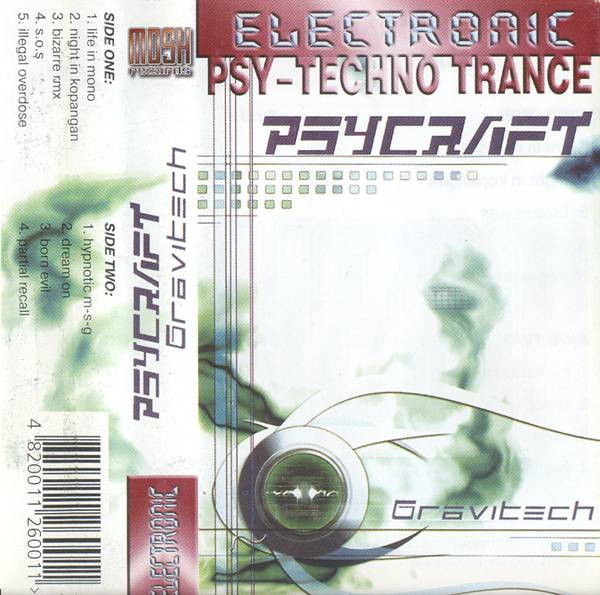 SIDE ONE:
1. life in mono
2. night in kopangan
3. bizarre rmx
4. s.o.s
5. illegal overdose
SIDE TWO:
1. hypnotic m-s-g
2. dream on
3. born evil
4. partial recall
4 820011 260011 >
MOSH
PSYCRAFT
Gravitech
ELECTRONIC
ELECTRONIC
PSY-TECHNO TRANCE
PSYCRAFT
Gravitech